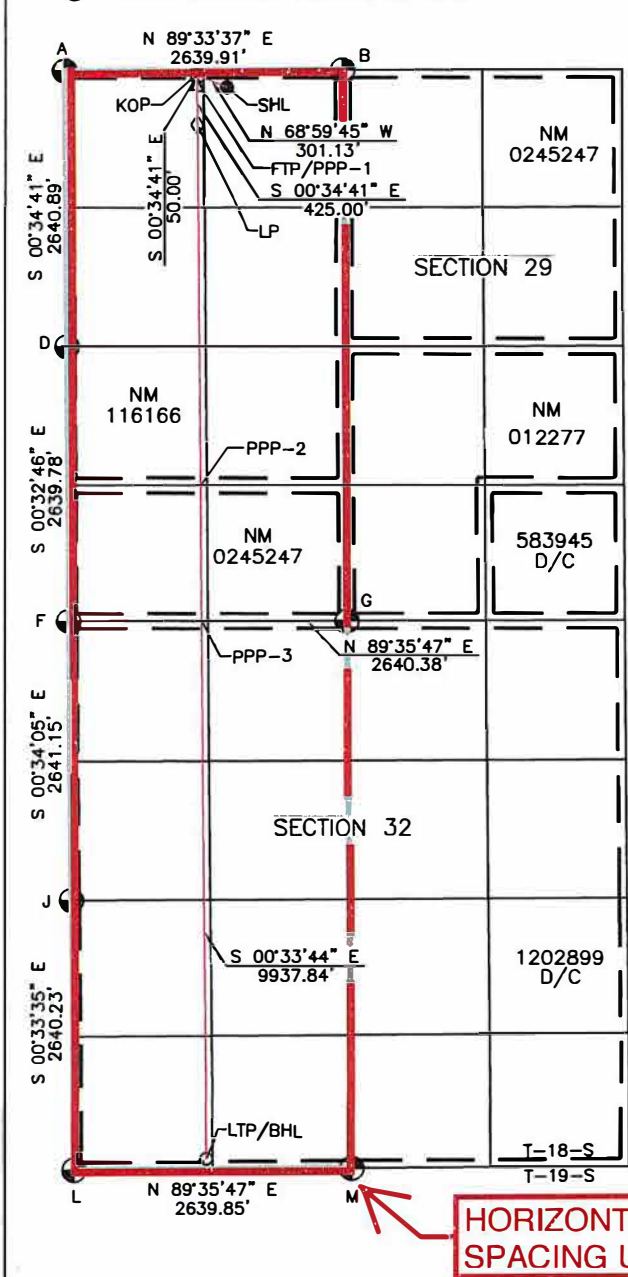 A
N 89°33'37" E
2639.91'
B
KOP
SHL
N 68°59'45" W
301.13'
FTP/PPP-1
S 00°34'41" E
425.00'
LP
S 00°34'41" E
50.00'
NM
0245247
S 00°34'41" E
2640.89'
SECTION 29
D
NM
116166
NM
012277
PPP-2
S 00°32'46" E
2639.78'
NM
0245247
583945
D/C
F
G
N 89°35'47" E
2640.38'
PPP-3
S 00°34'05" E
2641.15'
SECTION 32
J
S 00°33'44" E
9937.84'
1202899
D/C
S 00°33'35" E
2640.23'
LTP/BHL
T-18-S
T-19-S
L
N 89°35'47" E
2639.85'
M
HORIZONT
SPACING U